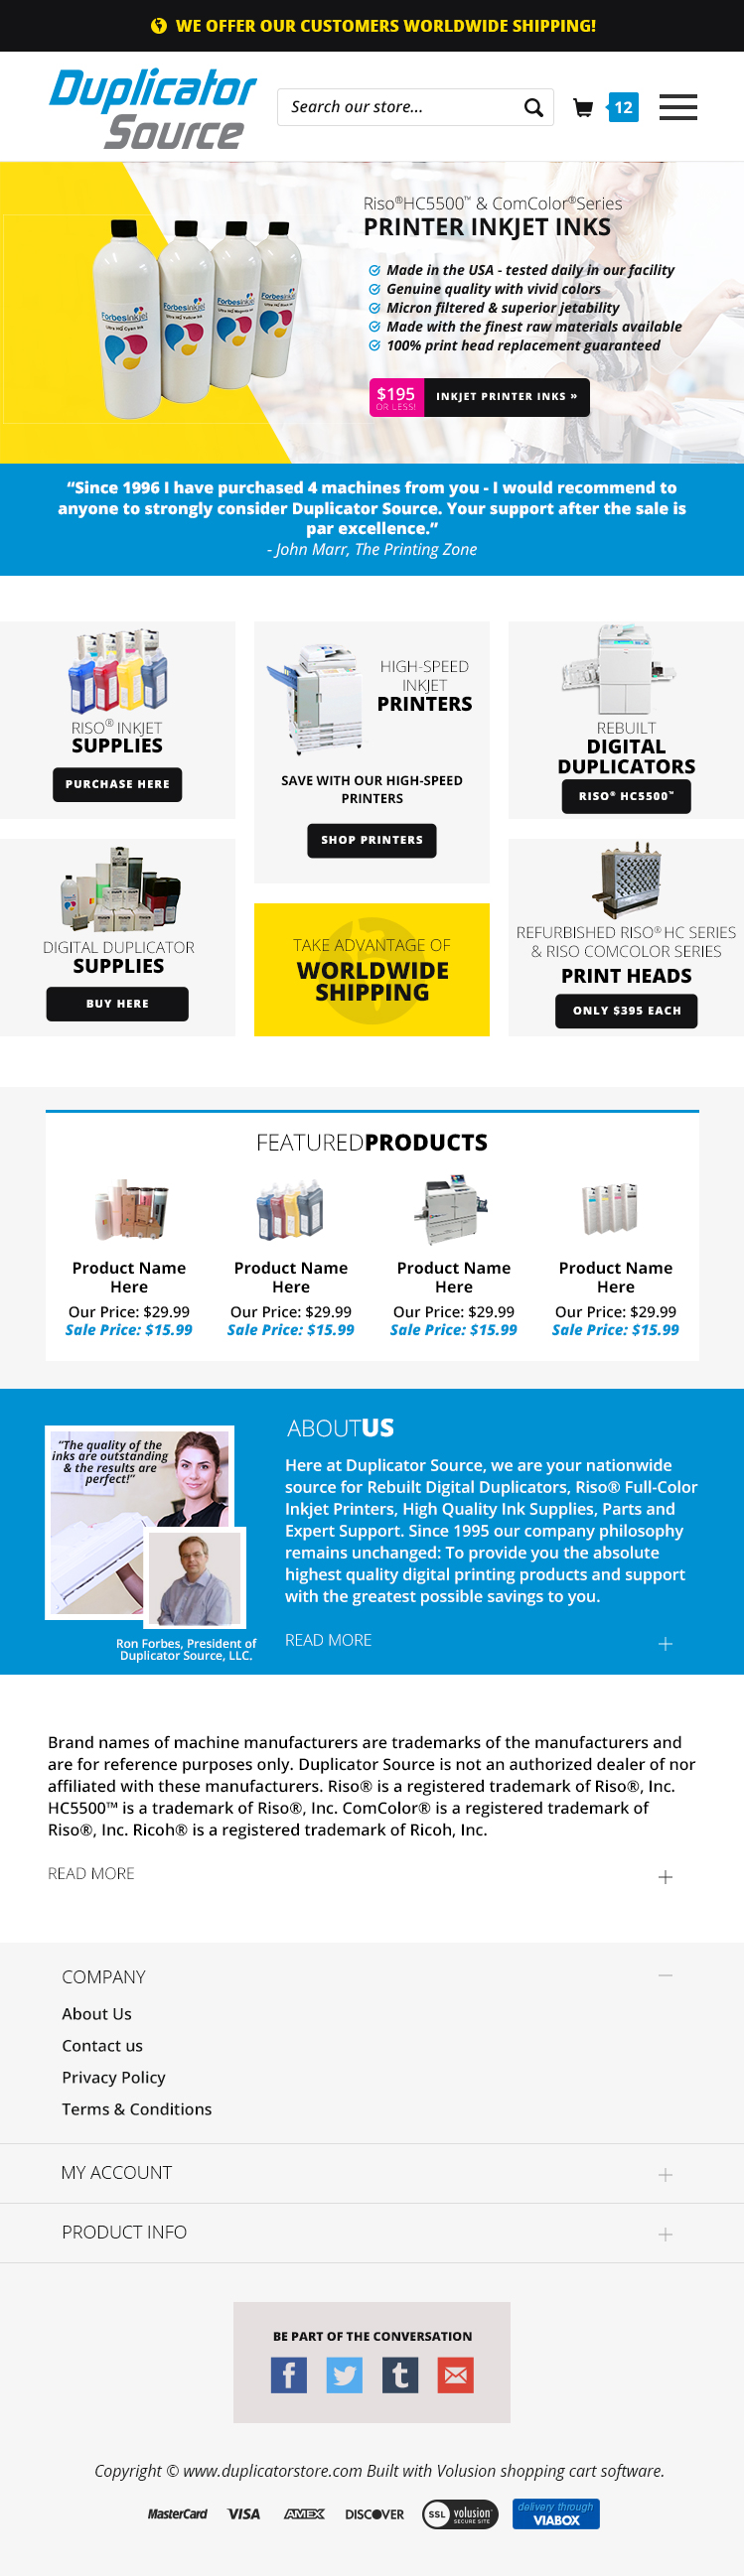 WE OFFER OUR CUSTOMERS WORLDWIDE SHIPPING!
Duplicator
Source
Search our store...
12
Riso®HC5500™ & ComColor®Series
PRINTER INKJET INKS
Made in the USA - tested daily in our facility
Genuine quality with vivid colors
Micron filtered & superior jetability
Made with the finest raw materials available
100% print head replacement guaranteed
$195
OR LESS!
INKJET PRINTER INKS »
ForbesInkjet
ForbesInkjet
ForbesInkjet
ForbesInkjet
“Since 1996 I have purchased 4 machines from you - I would recommend to
anyone to strongly consider Duplicator Source. Your support after the sale is
par excellence.”
- John Marr, The Printing Zone
RISO® INKJET
SUPPLIES
PURCHASE HERE
HIGH-SPEED
INKJET
PRINTERS
SAVE WITH OUR HIGH-SPEED
PRINTERS
SHOP PRINTERS
REBUILT
DIGITAL
DUPLICATORS
RISO® HC5500™
DIGITAL DUPLICATOR
SUPPLIES
BUY HERE
TAKE ADVANTAGE OF
WORLDWIDE
SHIPPING
REFURBISHED RISO® HC SERIES
& RISO COMCOLOR SERIES
PRINT HEADS
ONLY $395 EACH
FEATUREDPRODUCTS
Product Name
Here
Our Price: $29.99
Sale Price: $15.99
Product Name
Here
Our Price: $29.99
Sale Price: $15.99
Product Name
Here
Our Price: $29.99
Sale Price: $15.99
Product Name
Here
Our Price: $29.99
Sale Price: $15.99
“The quality of the
inks are outstanding
& the results are
perfect!”
Ron Forbes, President of
Duplicator Source, LLC.
ABOUTUS
Here at Duplicator Source, we are your nationwide
source for Rebuilt Digital Duplicators, Riso® Full-Color
Inkjet Printers, High Quality Ink Supplies, Parts and
Expert Support. Since 1995 our company philosophy
remains unchanged: To provide you the absolute
highest quality digital printing products and support
with the greatest possible savings to you.
READ MORE
Brand names of machine manufacturers are trademarks of the manufacturers and
are for reference purposes only. Duplicator Source is not an authorized dealer of nor
affiliated with these manufacturers. Riso® is a registered trademark of Riso®, Inc.
HC5500™ is a trademark of Riso®, Inc. ComColor® is a registered trademark of
Riso®, Inc. Ricoh® is a registered trademark of Ricoh, Inc.
READ MORE
COMPANY
About Us
Contact us
Privacy Policy
Terms & Conditions
MY ACCOUNT
PRODUCT INFO
BE PART OF THE CONVERSATION
Copyright © www.duplicatorstore.com Built with Volusion shopping cart software.
MasterCard VISA AMEX DISCOVER
SSL volusion
SECURE SITE
delivery through
VIABOX